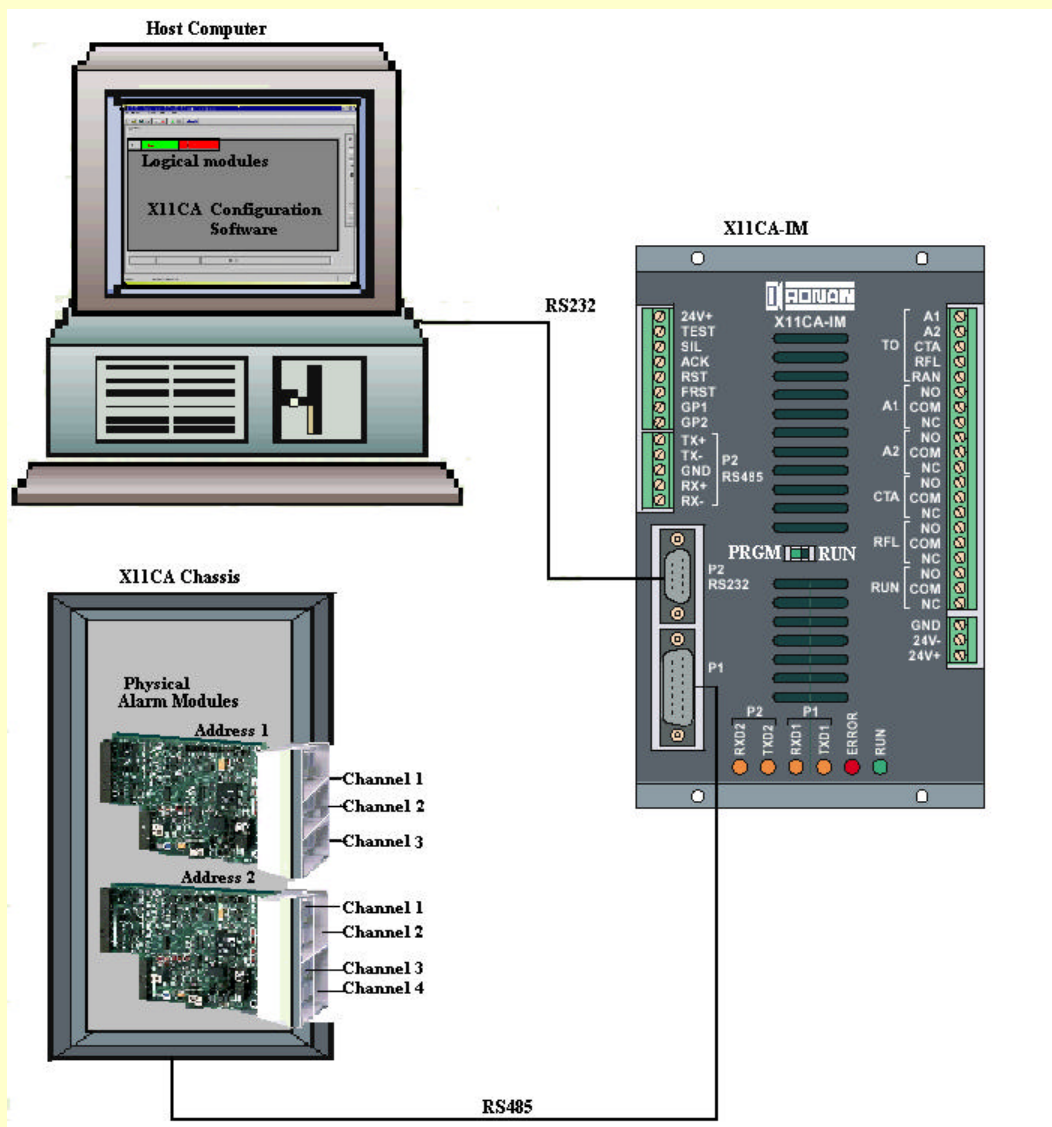 Host Computer
Logical modules
X11CA Configuration
Software
RS232
X11CA-IM
RONAN
X11CA-IM
24V+
TEST
SIL
ACK
RST
FRST
GP1
GP2
TX+
TX-
GND
RX+
RX-
P2
RS485
A1
A2
CTA
RFL
RAN
TO
NO
COM
NC
A1
NO
COM
NC
A2
NO
COM
NC
CTA
NO
COM
NC
RFL
NO
COM
NC
RUN
GND
24V-
24V+
PRGM RUN
P2
RS232
P1
P2 P1
RXD2
TXD2
RXD1
TXD1
ERROR
RUN
X11CA Chassis
Physical
Alarm Modules
Address 1
Channel 1
Channel 2
Channel 3
Address 2
Channel 1
Channel 2
Channel 3
Channel 4
RS485